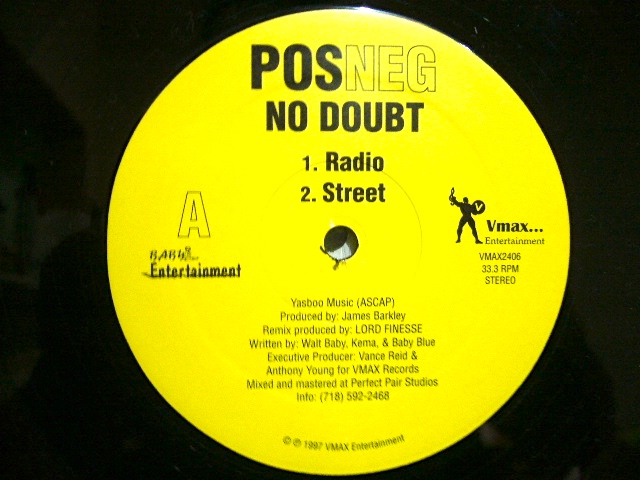 POSNEG
NO DOUBT
1. Radio
2. Street
A
BABY
Entertainment
V
Vmax...
Entertainment
VMAX2406
33.3 RPM
STEREO
Yasboo Music (ASCAP)
Produced by: James Barkley
Remix produced by: LORD FINESSE
Written by: Walt Baby, Kema, & Baby Blue
Executive Producer: Vance Reid &
Anthony Young for VMAX Records
Mixed and mastered at Perfect Pair Studios
Info: (718) 592-2468
© ℗ 1997 VMAX Entertainment